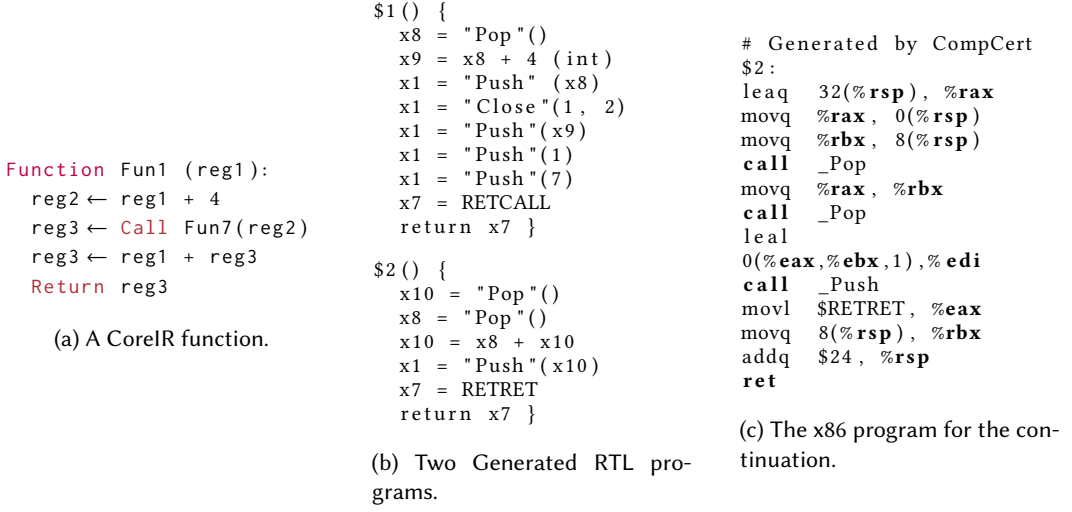 Function Fun1 (reg1):
reg2 ← reg1 + 4
reg3 ← Call Fun7(reg2)
reg3 ← reg1 + reg3
Return reg3
(a) A CoreIR function.
$1() {
x8 = "Pop"()
x9 = x8 + 4 (int)
x1 = "Push" (x8)
x1 = "Close"(1, 2)
x1 = "Push"(x9)
x1 = "Push"(1)
x1 = "Push"(7)
x7 = RETCALL
return x7 }
$2() {
x10 = "Pop"()
x8 = "Pop"()
x10 = x8 + x10
x1 = "Push"(x10)
x7 = RETRET
return x7 }
(b) Two Generated RTL pro-
grams.
# Generated by CompCert
$2:
leaq 32(%rsp), %rax
movq %rax, 0(%rsp)
movq %rbx, 8(%rsp)
call _Pop
movq %rax, %rbx
call _Pop
leal
0(%eax,%ebx,1),%edi
call _Push
movl $RETRET, %eax
movq 8(%rsp), %rbx
addq $24, %rsp
ret
(c) The x86 program for the con-
tinuation.